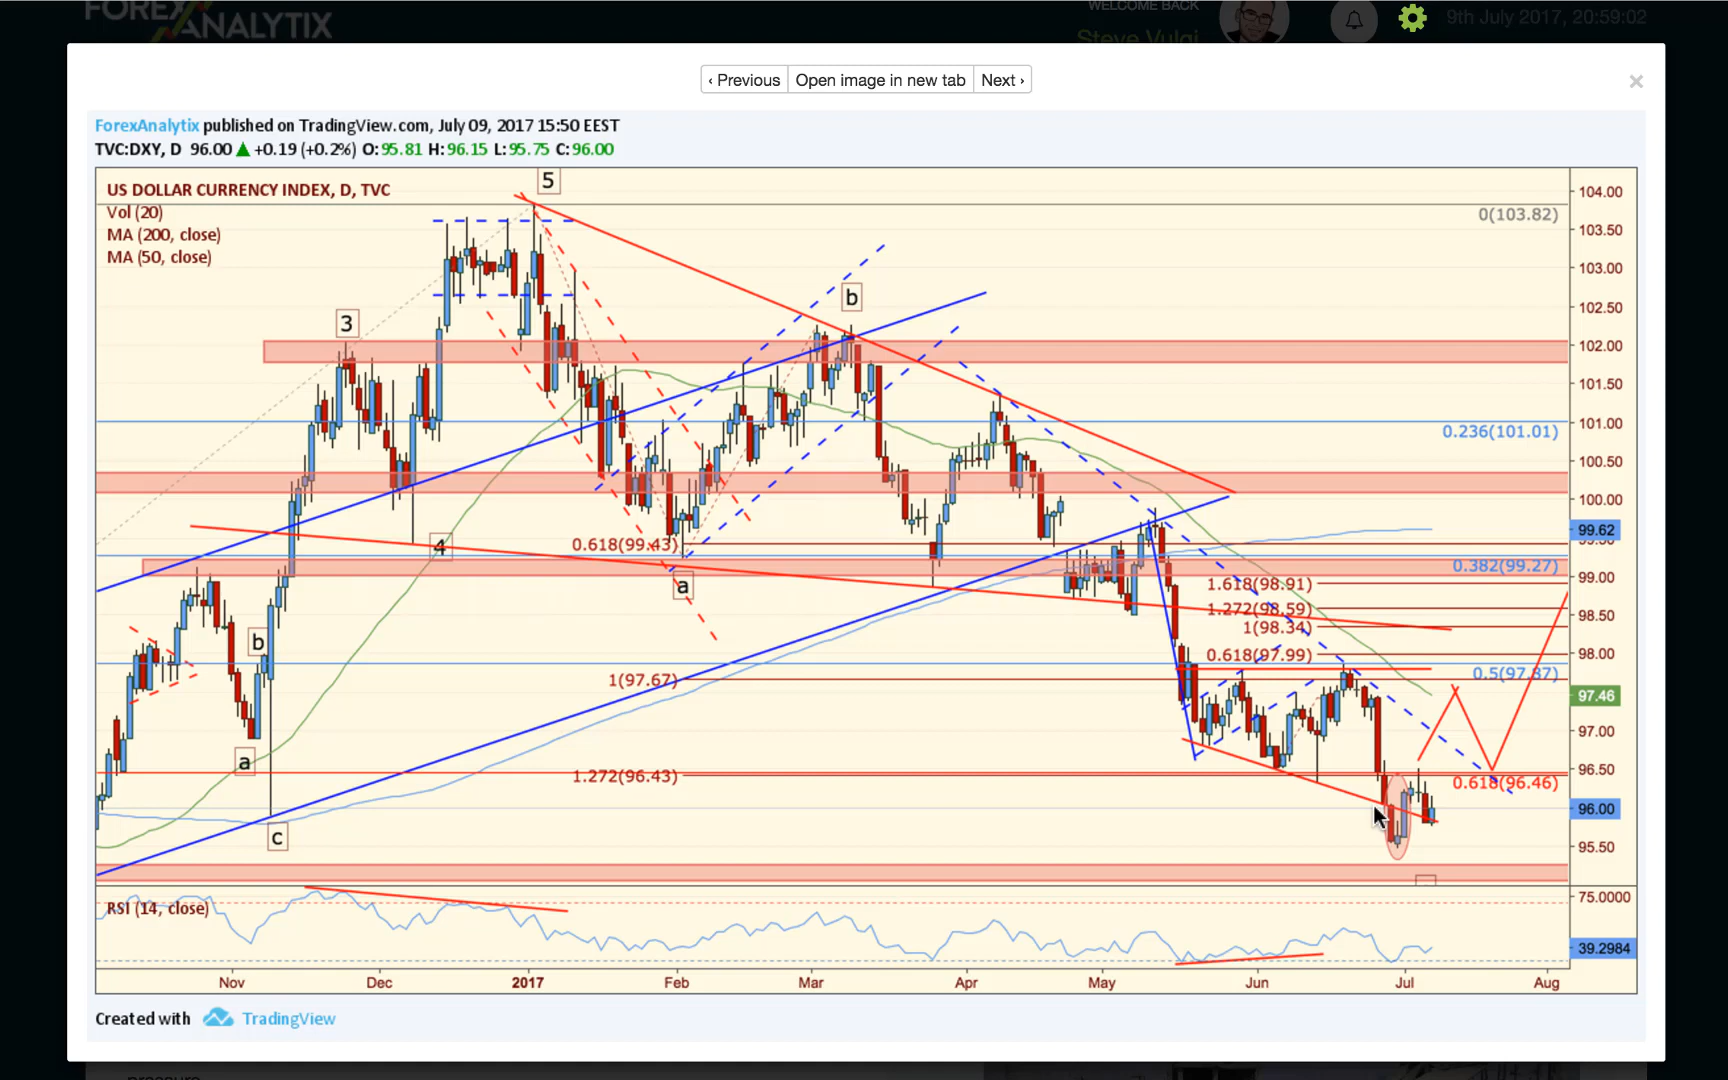 FOREX
ANALYTIX
WELCOME BACK
Steve Vulgi
9th July 2017, 20:59:02
‹ Previous
Open image in new tab
Next ›
×
ForexAnalytix published on TradingView.com, July 09, 2017 15:50 EEST
TVC:DXY, D 96.00 ▲ +0.19 (+0.2%) O:95.81 H:96.15 L:95.75 C:96.00
US DOLLAR CURRENCY INDEX, D, TVC
Vol (20)
MA (200, close)
MA (50, close)
5
3
b
4
a
b
a
c
0(103.82)
0.236(101.01)
0.618(99.43)
0.382(99.27)
1.618(98.91)
1.272(98.59)
1(98.34)
0.618(97.99)
0.5(97.87)
1(97.67)
1.272(96.43)
0.618(96.46)
104.00
103.50
103.00
102.50
102.00
101.50
101.00
100.50
100.00
99.62
99.50
99.00
98.50
98.00
97.46
97.00
96.50
96.00
95.50
RSI (14, close)
75.0000
39.2984
Nov
Dec
2017
Feb
Mar
Apr
May
Jun
Jul
Aug
Created with TradingView